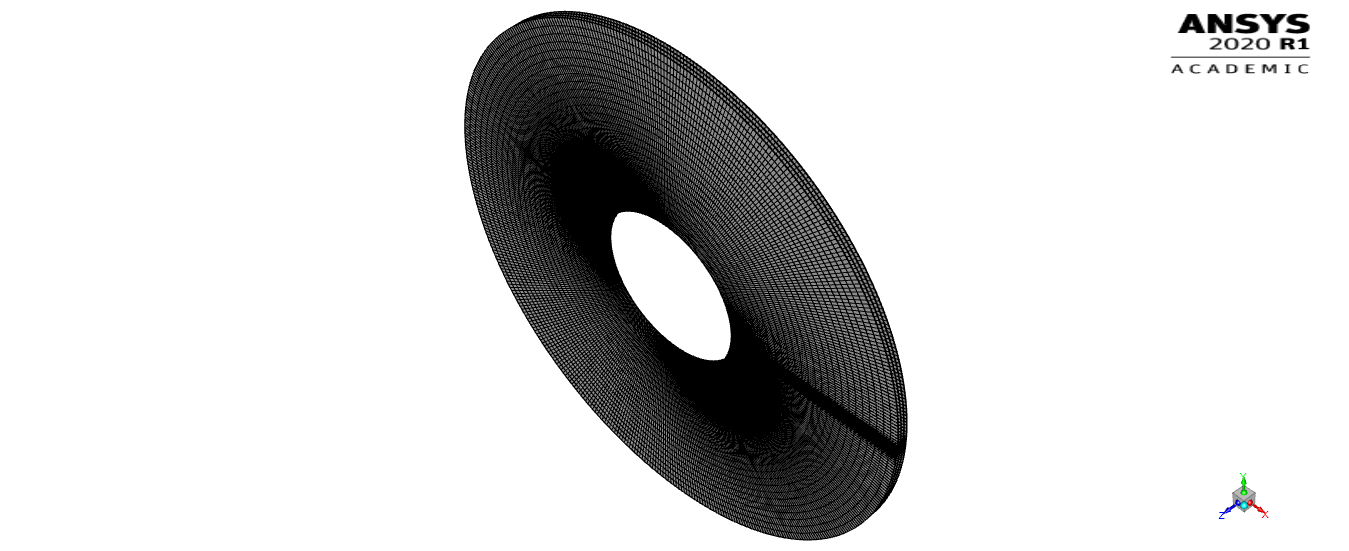 ANSYS
2020 R1
ACADEMIC
Y
Z
X